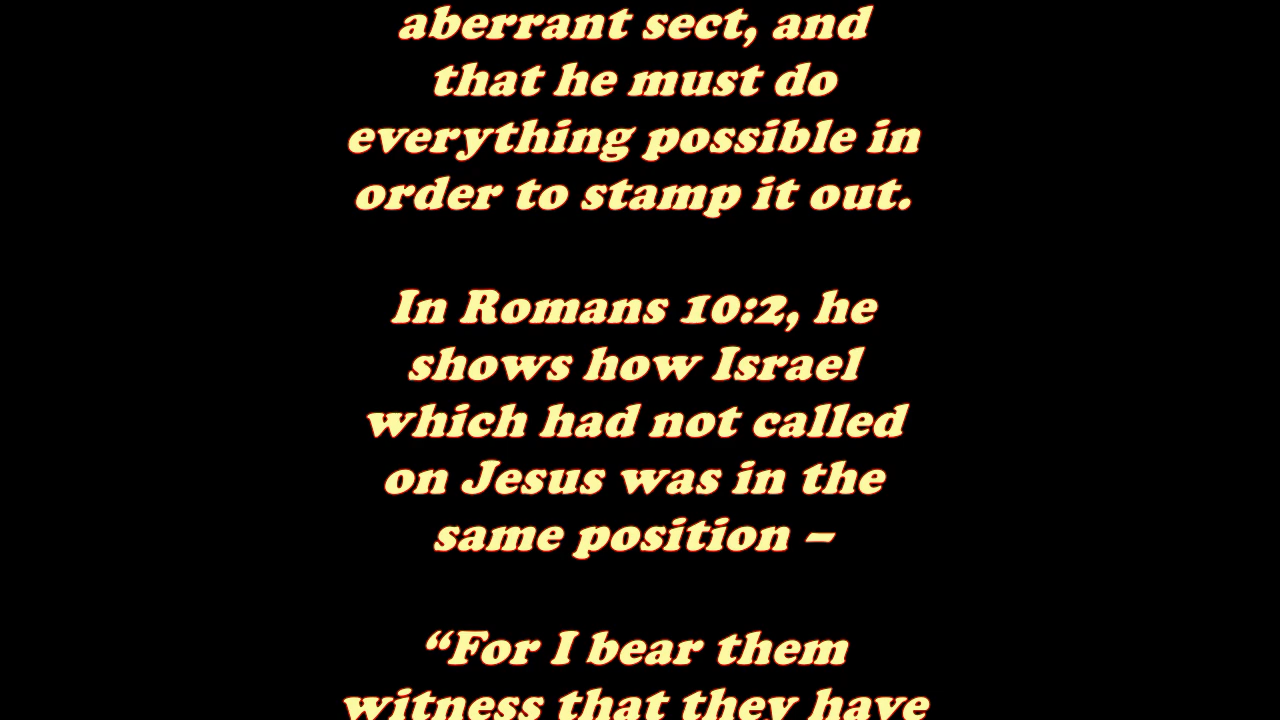 aberrant sect, and
that he must do
everything possible in
order to stamp it out.
In Romans 10:2, he
shows how Israel
which had not called
on Jesus was in the
same position –
“For I bear them
witness that they have